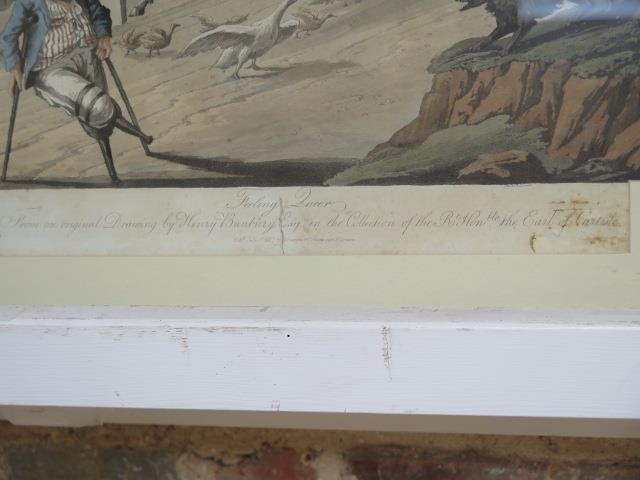 Feeling Queer
From an original Drawing by Henry Bunbury Esqr. in the Collection of the Rt. Honble. the Earl of Carlisle